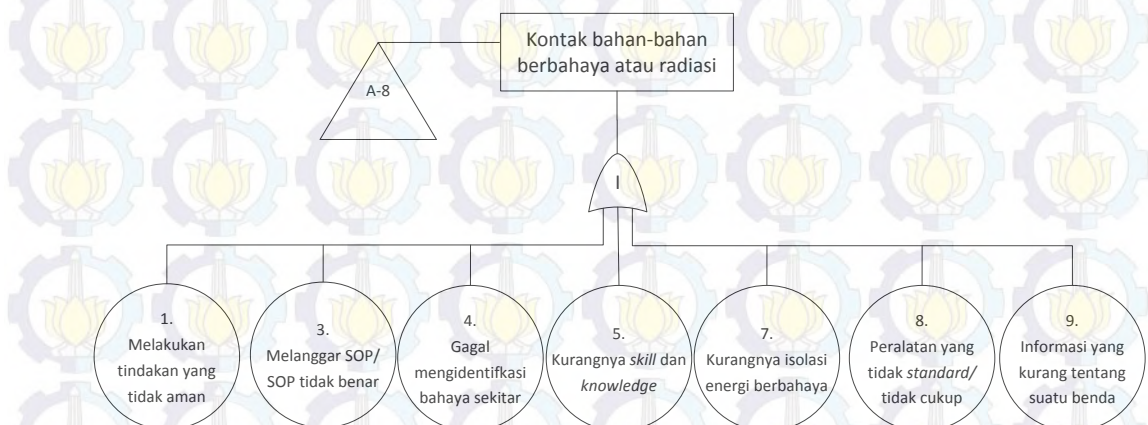 Kontak bahan-bahan
berbahaya atau radiasi
A-8
I
1.
Melakukan
tindakan yang
tidak aman
3.
Melanggar SOP/
SOP tidak benar
4.
Gagal
mengidentifkasi
bahaya sekitar
5.
Kurangnya skill dan
knowledge
7.
Kurangnya isolasi
energi berbahaya
8.
Peralatan yang
tidak standard/
tidak cukup
9.
Informasi yang
kurang tentang
suatu benda